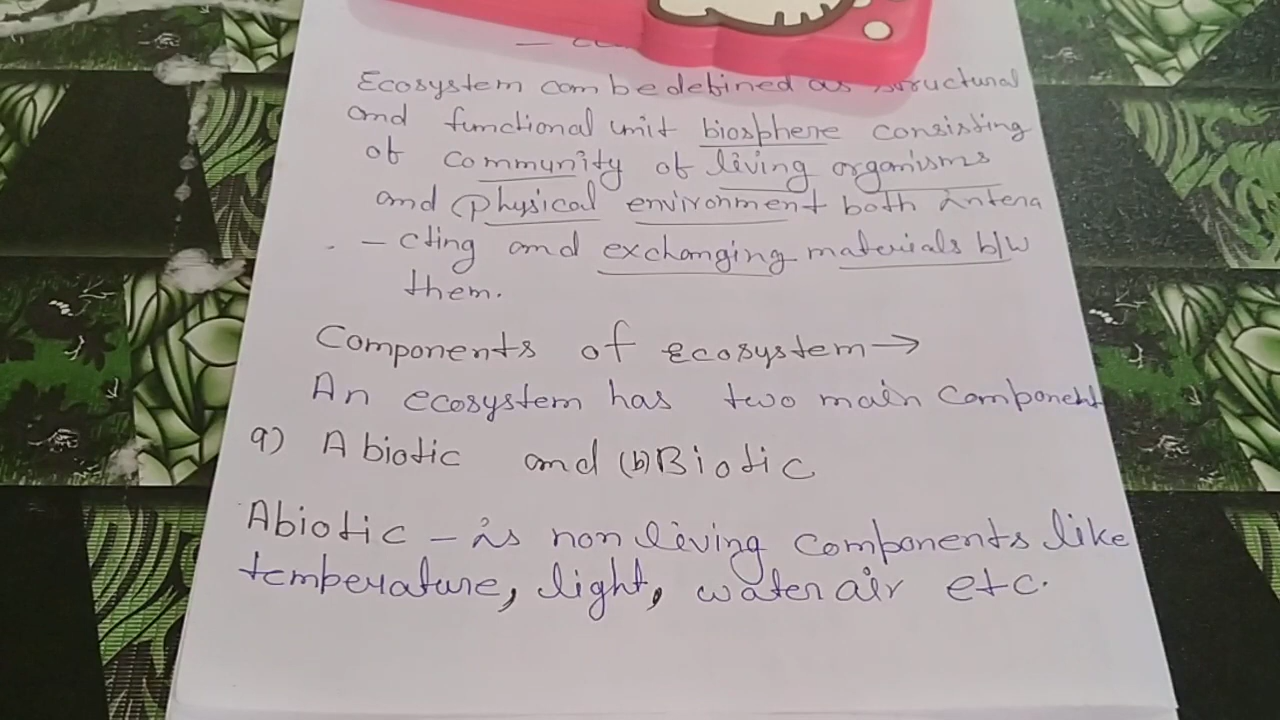 Ecosystem can be defined as structural
and functional unit biosphere consisting
of community of living organisms
and physical environment both intera
- cting and exchanging materials b/w
them.
Components of ecosystem →
An ecosystem has two main component
a) Abiotic and (b) Biotic
Abiotic - is non living components like
temperature, light, water air etc.